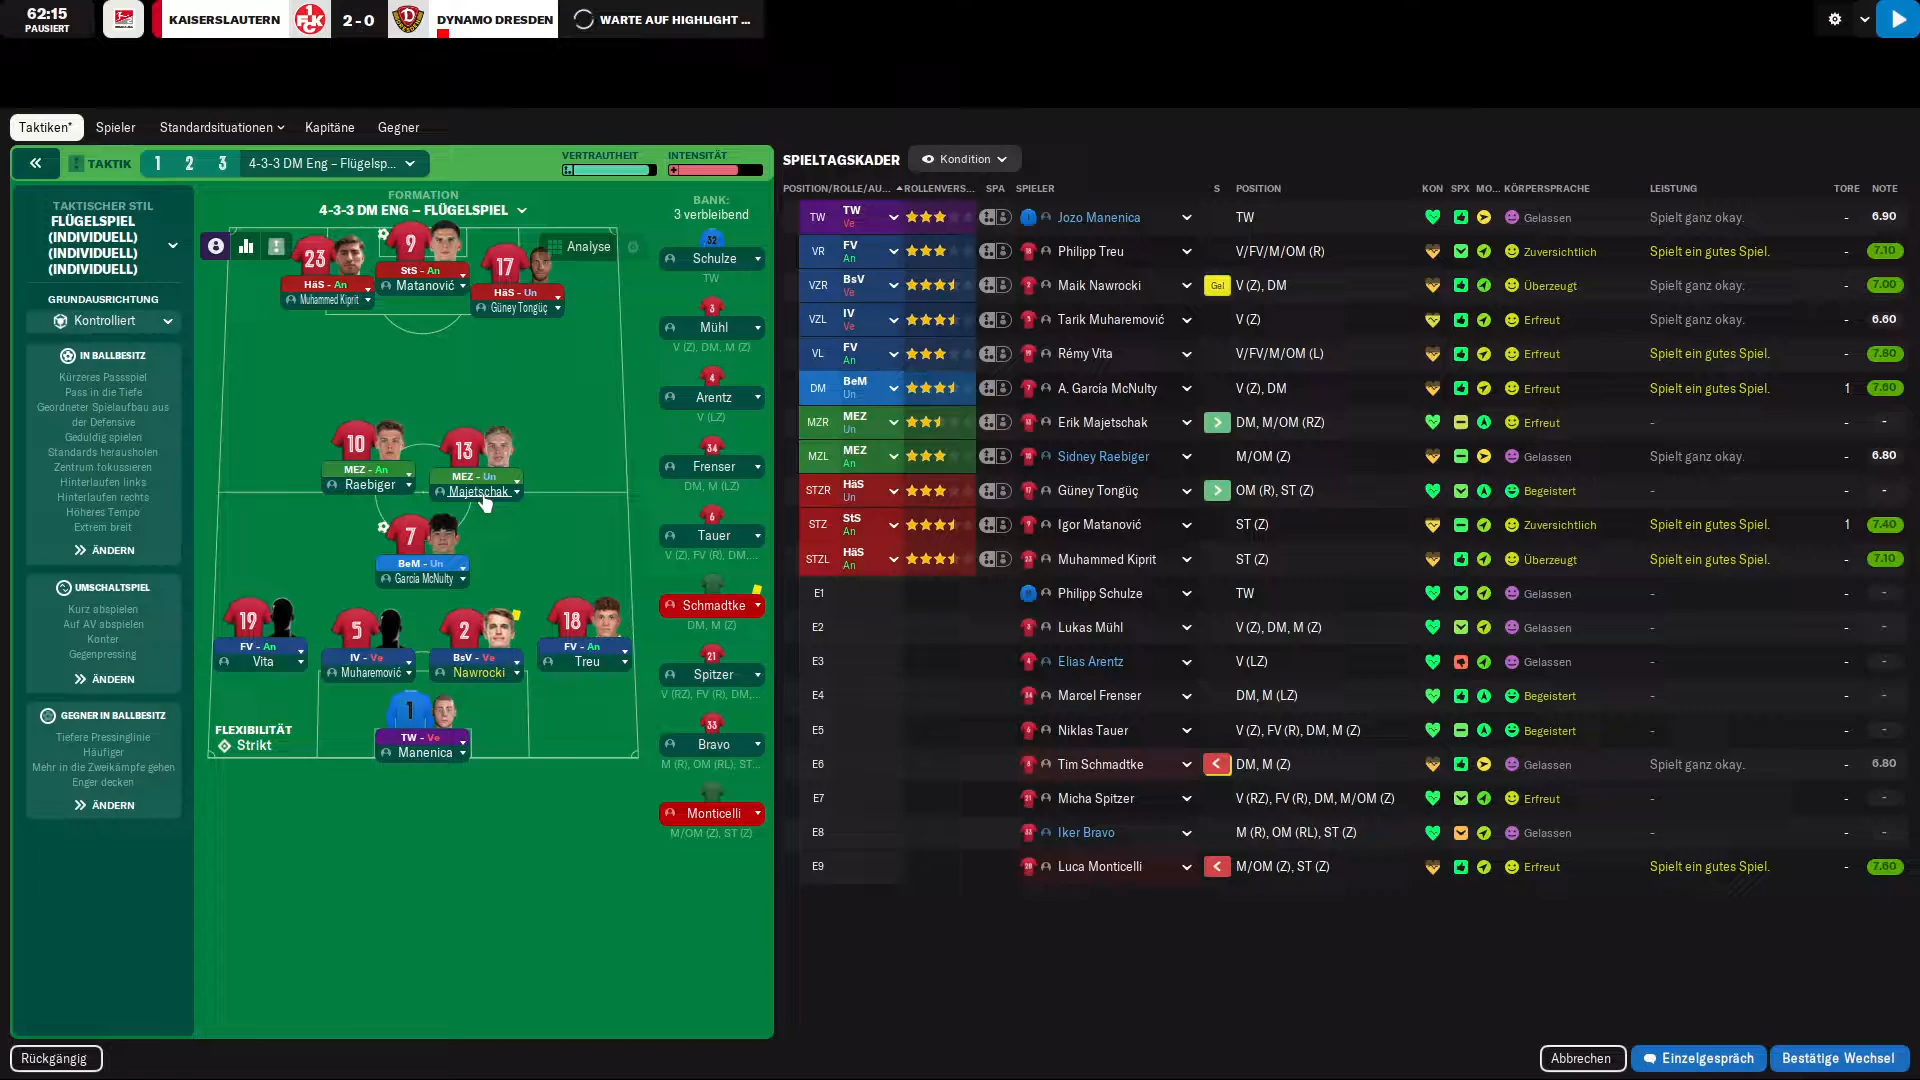 62:15
PAUSIERT
KAISERSLAUTERN
2 - 0
DYNAMO DRESDEN
WARTE AUF HIGHLIGHT ...
Taktiken*
Spieler
Standardsituationen
Kapitäne
Gegner
TAKTIK
1 2 3
4-3-3 DM Eng – Flügelsp...
VERTRAUTHEIT
INTENSITÄT
TAKTISCHER STIL
FLÜGELSPIEL
(INDIVIDUELL)
(INDIVIDUELL)
(INDIVIDUELL)
GRUNDAUSRICHTUNG
Kontrolliert
IN BALLBESITZ
Kürzeres Passspiel
Pass in die Tiefe
Geordneter Spielaufbau aus
der Defensive
Geduldig spielen
Standards herausholen
Zentrum fokussieren
Hinterlaufen links
Hinterlaufen rechts
Höheres Tempo
Extrem breit
ÄNDERN
UMSCHALTSPIEL
Kurz abspielen
Auf AV abspielen
Konter
Gegenpressing
ÄNDERN
GEGNER IN BALLBESITZ
Tiefere Pressinglinie
Häufiger
Mehr in die Zweikämpfe gehen
Enger decken
ÄNDERN
FORMATION
4-3-3 DM ENG – FLÜGELSPIEL
Analyse
23
HäS - An
Muhammed Kiprit
9
StS - An
Matanović
17
HäS - Un
Güney Tongüç
10
MEZ - An
Raebiger
13
MEZ - Un
Majetschak
7
BeM - Un
García McNulty
19
FV - An
Vita
5
IV - Ve
Muharemović
2
BsV - Ve
Nawrocki
18
FV - An
Treu
1
TW - Ve
Manenica
FLEXIBILITÄT
Strikt
BANK:
3 verbleibend
32
Schulze
TW
3
Mühl
V (Z), DM, M (Z)
4
Arentz
V (LZ)
34
Frenser
DM, M (LZ)
6
Tauer
V (Z), FV (R), DM,...
Schmadtke
DM, M (Z)
21
Spitzer
V (RZ), FV (R), DM,...
33
Bravo
M (R), OM (RL), ST...
Monticelli
M/OM (Z), ST (Z)
SPIELTAGSKADER
Kondition
POSITION/ROLLE/AU... ROLLENVERS... SPA SPIELER S POSITION KON SPX MO... KÖRPERSPRACHE LEISTUNG TORE NOTE
TW TW Ve Jozo Manenica TW Gelassen Spielt ganz okay. - 6.90
VR FV An Philipp Treu V/FV/M/OM (R) Zuversichtlich Spielt ein gutes Spiel. - 7.10
VZR BsV Ve Maik Nawrocki Gel V (Z), DM Überzeugt Spielt ganz okay. - 7.00
VZL IV Ve Tarik Muharemović V (Z) Erfreut Spielt ganz okay. - 6.60
VL FV An Rémy Vita V/FV/M/OM (L) Erfreut Spielt ein gutes Spiel. - 7.60
DM BeM Un A. García McNulty V (Z), DM Erfreut Spielt ein gutes Spiel. 1 7.60
MZR MEZ Un Erik Majetschak DM, M/OM (RZ) Erfreut - -
MZL MEZ An Sidney Raebiger M/OM (Z) Gelassen Spielt ganz okay. - 6.80
STZR HäS Un Güney Tongüç OM (R), ST (Z) Begeistert - -
STZ StS An Igor Matanović ST (Z) Zuversichtlich Spielt ein gutes Spiel. 1 7.40
STZL HäS An Muhammed Kiprit ST (Z) Überzeugt Spielt ein gutes Spiel. - 7.10
E1 Philipp Schulze TW Gelassen - - -
E2 Lukas Mühl V (Z), DM, M (Z) Gelassen - - -
E3 Elias Arentz V (LZ) Gelassen - - -
E4 Marcel Frenser DM, M (LZ) Begeistert - - -
E5 Niklas Tauer V (Z), FV (R), DM, M (Z) Begeistert - - -
E6 Tim Schmadtke DM, M (Z) Gelassen Spielt ganz okay. - 6.80
E7 Micha Spitzer V (RZ), FV (R), DM, M/OM (Z) Erfreut - - -
E8 Iker Bravo M (R), OM (RL), ST (Z) Gelassen - - -
E9 Luca Monticelli M/OM (Z), ST (Z) Erfreut Spielt ein gutes Spiel. - 7.60
Rückgängig
Abbrechen
Einzelgespräch
Bestätige Wechsel